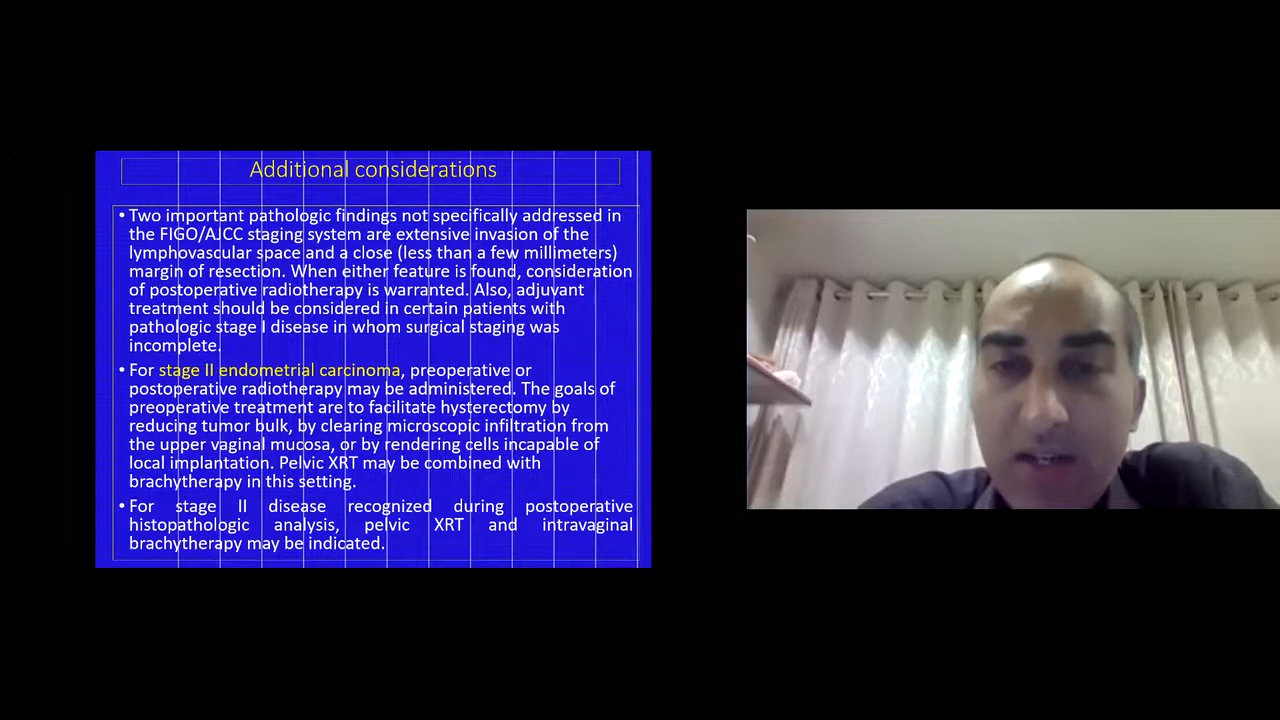 Additional considerations
• Two important pathologic findings not specifically addressed in
the FIGO/AJCC staging system are extensive invasion of the
lymphovascular space and a close (less than a few millimeters)
margin of resection. When either feature is found, consideration
of postoperative radiotherapy is warranted. Also, adjuvant
treatment should be considered in certain patients with
pathologic stage I disease in whom surgical staging was
incomplete.
• For stage II endometrial carcinoma, preoperative or
postoperative radiotherapy may be administered. The goals of
preoperative treatment are to facilitate hysterectomy by
reducing tumor bulk, by clearing microscopic infiltration from
the upper vaginal mucosa, or by rendering cells incapable of
local implantation. Pelvic XRT may be combined with
brachytherapy in this setting.
• For stage II disease recognized during postoperative
histopathologic analysis, pelvic XRT and intravaginal
brachytherapy may be indicated.